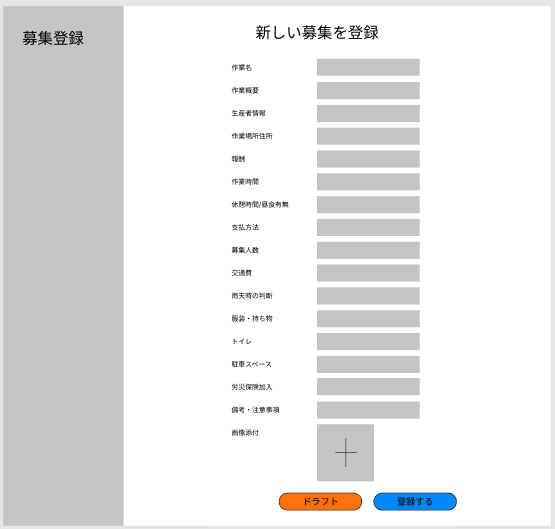 募集登録
新しい募集を登録
作業名
作業概要
生産者情報
作業場所住所
報酬
作業時間
休憩時間/昼食有無
支払方法
募集人数
交通費
雨天時の判断
服装・持ち物
トイレ
駐車スペース
労災保険加入
備考・注意事項
画像添付
ドラフト
登録する